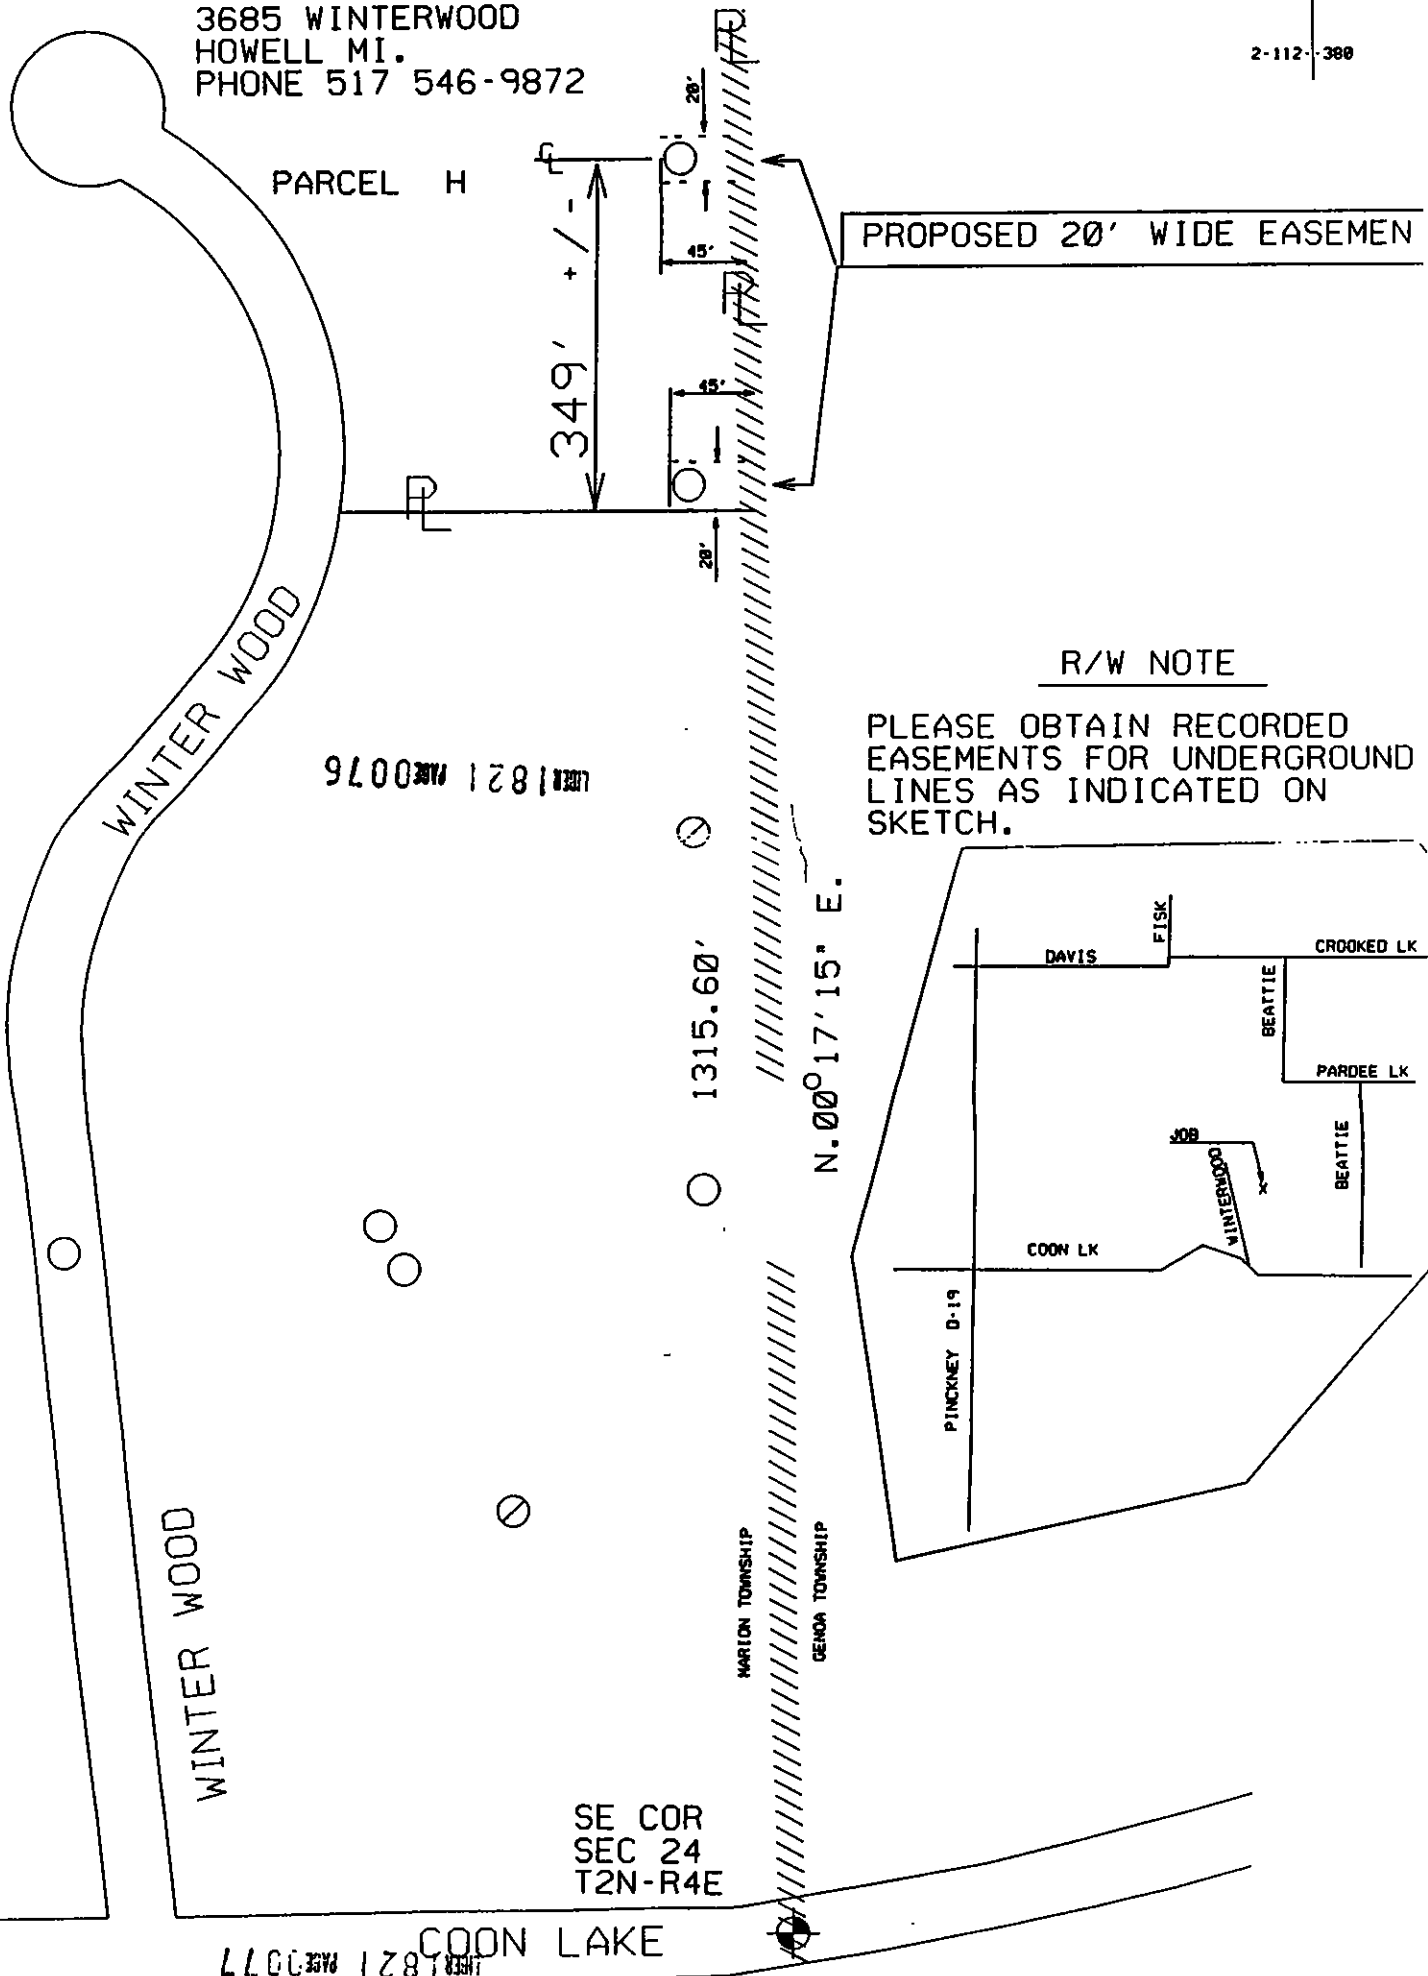 3685 WINTERWOOD
HOWELL MI.
PHONE 517 546-9872
2-112-380
PL
20'
CL
PARCEL H
349' +/-
45'
PROPOSED 20' WIDE EASEMEN
PL
45'
PL
20'
WINTER WOOD
R/W NOTE
PLEASE OBTAIN RECORDED
EASEMENTS FOR UNDERGROUND
LINES AS INDICATED ON
SKETCH.
LIBER 1821 PAGE 0076
1315.60'
N.00°17'15" E.
FISK
DAVIS
CROOKED LK
BEATTIE
PARDEE LK
JOB
WINTERWOOD
X
BEATTIE
COON LK
PINCKNEY D-19
WINTER WOOD
MARION TOWNSHIP
GENOA TOWNSHIP
SE COR
SEC 24
T2N-R4E
COON LAKE
LIBER 1821 PAGE 0077